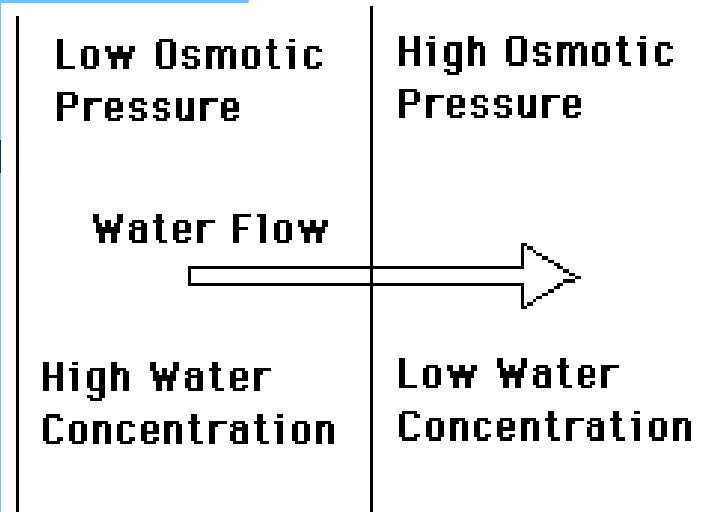 Low Osmotic
Pressure
High Osmotic
Pressure
Water Flow
High Water
Concentration
Low Water
Concentration